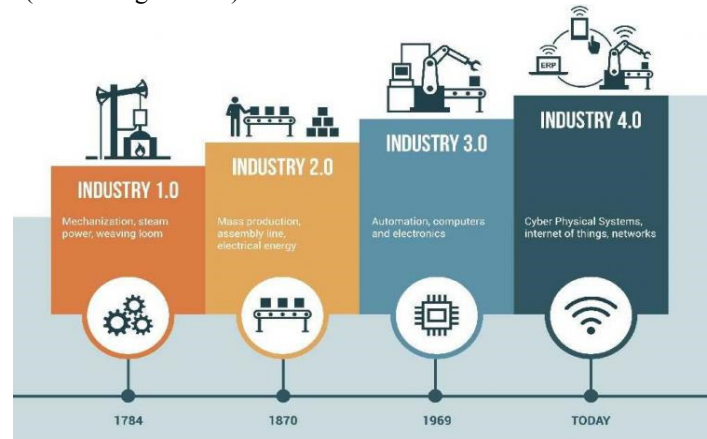 ERP
INDUSTRY 1.0
Mechanization, steam
power, weaving loom
INDUSTRY 2.0
Mass production,
assembly line,
electrical energy
INDUSTRY 3.0
Automation, computers
and electronics
INDUSTRY 4.0
Cyber Physical Systems,
internet of things, networks
1784
1870
1969
TODAY